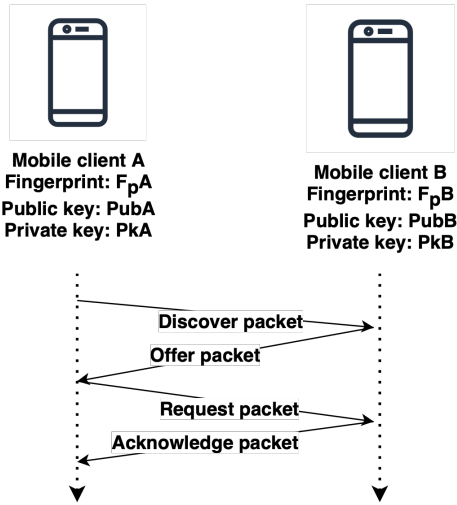 Mobile client A
Fingerprint: FpA
Public key: PubA
Private key: PkA
Mobile client B
Fingerprint: FpB
Public key: PubB
Private key: PkB
Discover packet
Offer packet
Request packet
Acknowledge packet